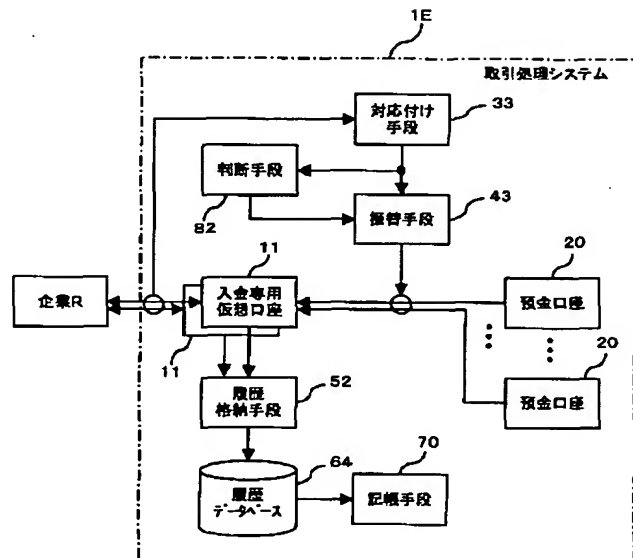 1E
取引処理システム
対応付け
手段
33
判断手段
82
振替手段
43
企業R
11
入金専用
仮想口座
11
20
預金口座
20
預金口座
履歴
格納手段
52
履歴
データベース
64
記帳手段
70